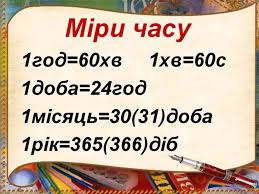 Міри часу
1год=60хв 1хв=60с
1доба=24год
1місяць=30(31)доба
1рік=365(366)діб